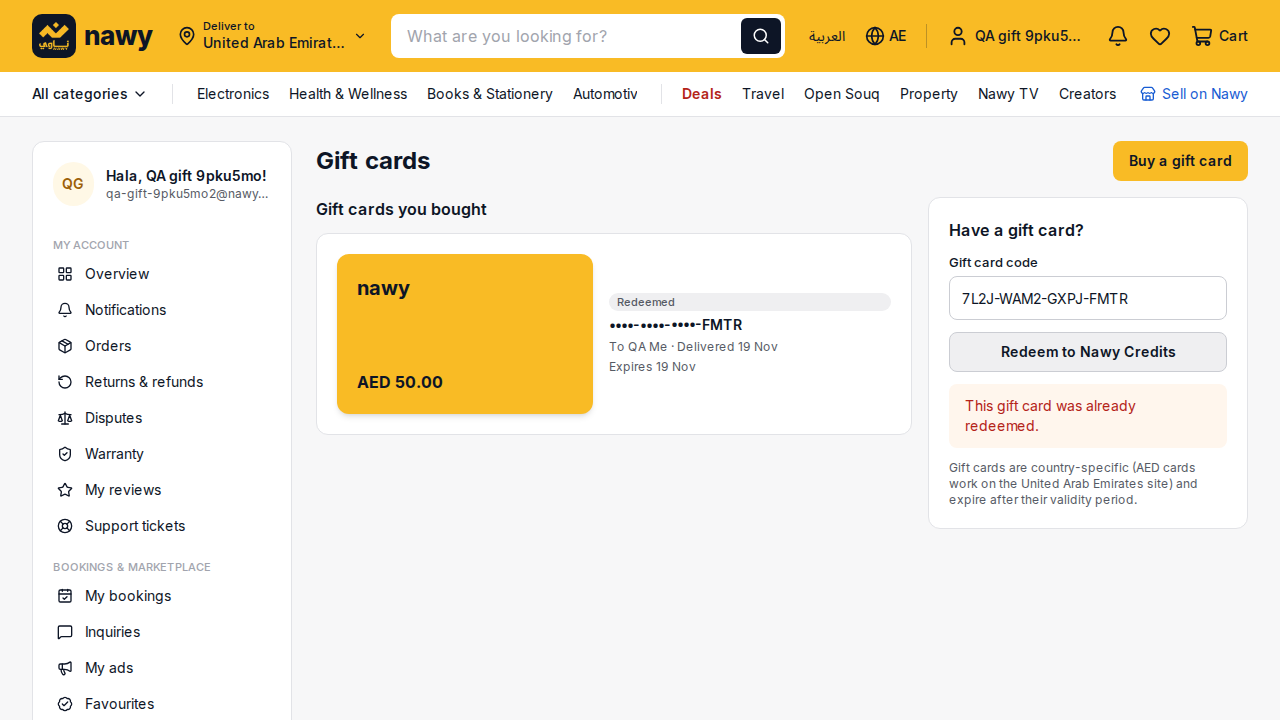 نـــاوي
NAWY
nawy
Deliver to
United Arab Emirat...
What are you looking for?
العربية
AE
QA gift 9pku5...
Cart
All categories
Electronics
Health & Wellness
Books & Stationery
Automotiv
Deals
Travel
Open Souq
Property
Nawy TV
Creators
Sell on Nawy
QG
Hala, QA gift 9pku5mo!
qa-gift-9pku5mo2@nawy...
MY ACCOUNT
Overview
Notifications
Orders
Returns & refunds
Disputes
Warranty
My reviews
Support tickets
BOOKINGS & MARKETPLACE
My bookings
Inquiries
My ads
Favourites
Gift cards
Buy a gift card
Gift cards you bought
nawy
AED 50.00
Redeemed
••••-••••-••••-FMTR
To QA Me · Delivered 19 Nov
Expires 19 Nov
Have a gift card?
Gift card code
7L2J-WAM2-GXPJ-FMTR
Redeem to Nawy Credits
This gift card was already
redeemed.
Gift cards are country-specific (AED cards
work on the United Arab Emirates site) and
expire after their validity period.